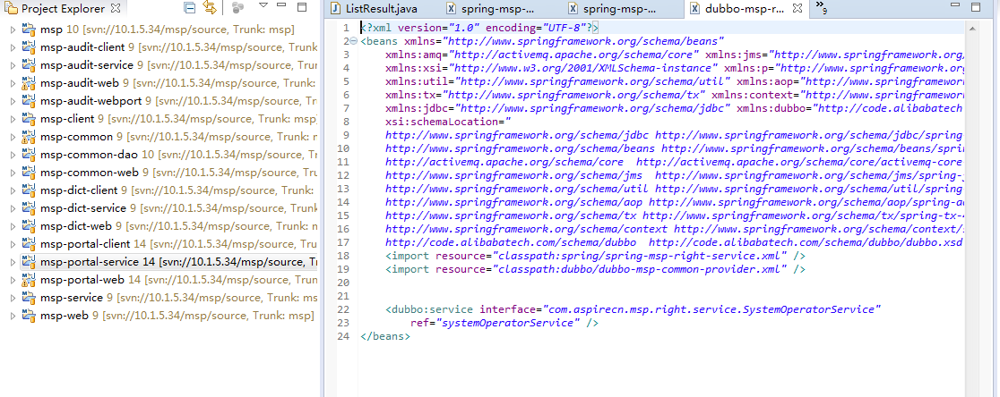 Project Explorer
msp 10 [svn://10.1.5.34/msp/source, Trunk: msp]
msp-audit-client 9 [svn://10.1.5.34/msp/source, Trunk:
msp-audit-service 9 [svn://10.1.5.34/msp/source, Trun
msp-audit-web 9 [svn://10.1.5.34/msp/source, Trunk: r
msp-audit-webport 9 [svn://10.1.5.34/msp/source, Tru
msp-client 9 [svn://10.1.5.34/msp/source, Trunk: msp]
msp-common 9 [svn://10.1.5.34/msp/source, Trunk: m
msp-common-dao 10 [svn://10.1.5.34/msp/source, Tru
msp-common-web 9 [svn://10.1.5.34/msp/source, Trun
msp-dict-client 9 [svn://10.1.5.34/msp/source, Trunk: r
msp-dict-service 9 [svn://10.1.5.34/msp/source, Trunk
msp-dict-web 9 [svn://10.1.5.34/msp/source, Trunk: m
msp-portal-client 14 [svn://10.1.5.34/msp/source, Trun
msp-portal-service 14 [svn://10.1.5.34/msp/source, Ti
msp-portal-web 14 [svn://10.1.5.34/msp/source, Trunk
msp-service 9 [svn://10.1.5.34/msp/source, Trunk: ms
msp-web 9 [svn://10.1.5.34/msp/source, Trunk: msp]
ListResult.java spring-msp-... spring-msp-... dubbo-msp-r... »9
1 <?xml version="1.0" encoding="UTF-8"?>
2 <beans xmlns="http://www.springframework.org/schema/beans"
3 xmlns:amq="http://activemq.apache.org/schema/core" xmlns:jms="http://www.springframework.org/
4 xmlns:xsi="http://www.w3.org/2001/XMLSchema-instance" xmlns:p="http://www.springframework.org
5 xmlns:util="http://www.springframework.org/schema/util" xmlns:aop="http://www.springframework
6 xmlns:tx="http://www.springframework.org/schema/tx" xmlns:context="http://www.springframework
7 xmlns:jdbc="http://www.springframework.org/schema/jdbc" xmlns:dubbo="http://code.alibabatech
8 xsi:schemaLocation="
9 http://www.springframework.org/schema/jdbc http://www.springframework.org/schema/jdbc/spring
10 http://www.springframework.org/schema/beans http://www.springframework.org/schema/beans/spri
11 http://activemq.apache.org/schema/core http://activemq.apache.org/schema/core/activemq-core
12 http://www.springframework.org/schema/jms http://www.springframework.org/schema/jms/spring-j
13 http://www.springframework.org/schema/util http://www.springframework.org/schema/util/spring
14 http://www.springframework.org/schema/aop http://www.springframework.org/schema/aop/spring-ao
15 http://www.springframework.org/schema/tx http://www.springframework.org/schema/tx/spring-tx-4
16 http://www.springframework.org/schema/context http://www.springframework.org/schema/context/s
17 http://code.alibabatech.com/schema/dubbo http://code.alibabatech.com/schema/dubbo/dubbo.xsd
18 <import resource="classpath:spring/spring-msp-right-service.xml" />
19 <import resource="classpath:dubbo/dubbo-msp-common-provider.xml" />
20
21
22 <dubbo:service interface="com.aspirecn.msp.right.service.SystemOperatorService"
23 ref="systemOperatorService" />
24 </beans>